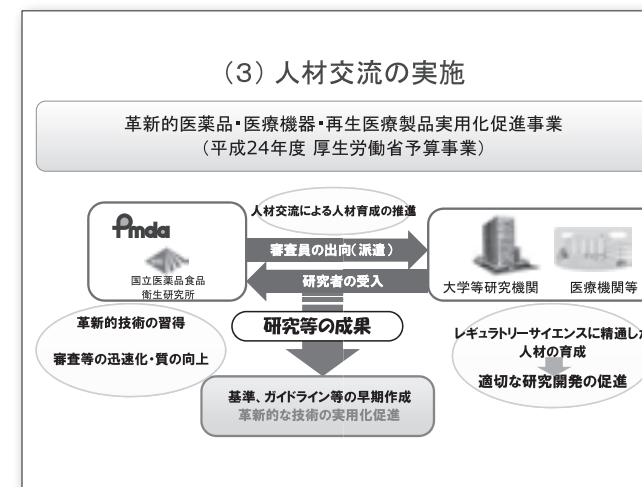 (3) 人材交流の実施
革新的医薬品・医療機器・再生医療製品実用化促進事業
(平成24年度 厚生労働省予算事業)
人材交流による人材育成の推進
Pmda
国立医薬品食品
衛生研究所
審査員の出向(派遣)
研究者の受入
大学等研究機関
医療機関等
革新的技術の習得
審査等の迅速化・質の向上
研究等の成果
レギュラトリーサイエンスに精通した
人材の育成
適切な研究開発の促進
基準、ガイドライン等の早期作成
革新的な技術の実用化促進